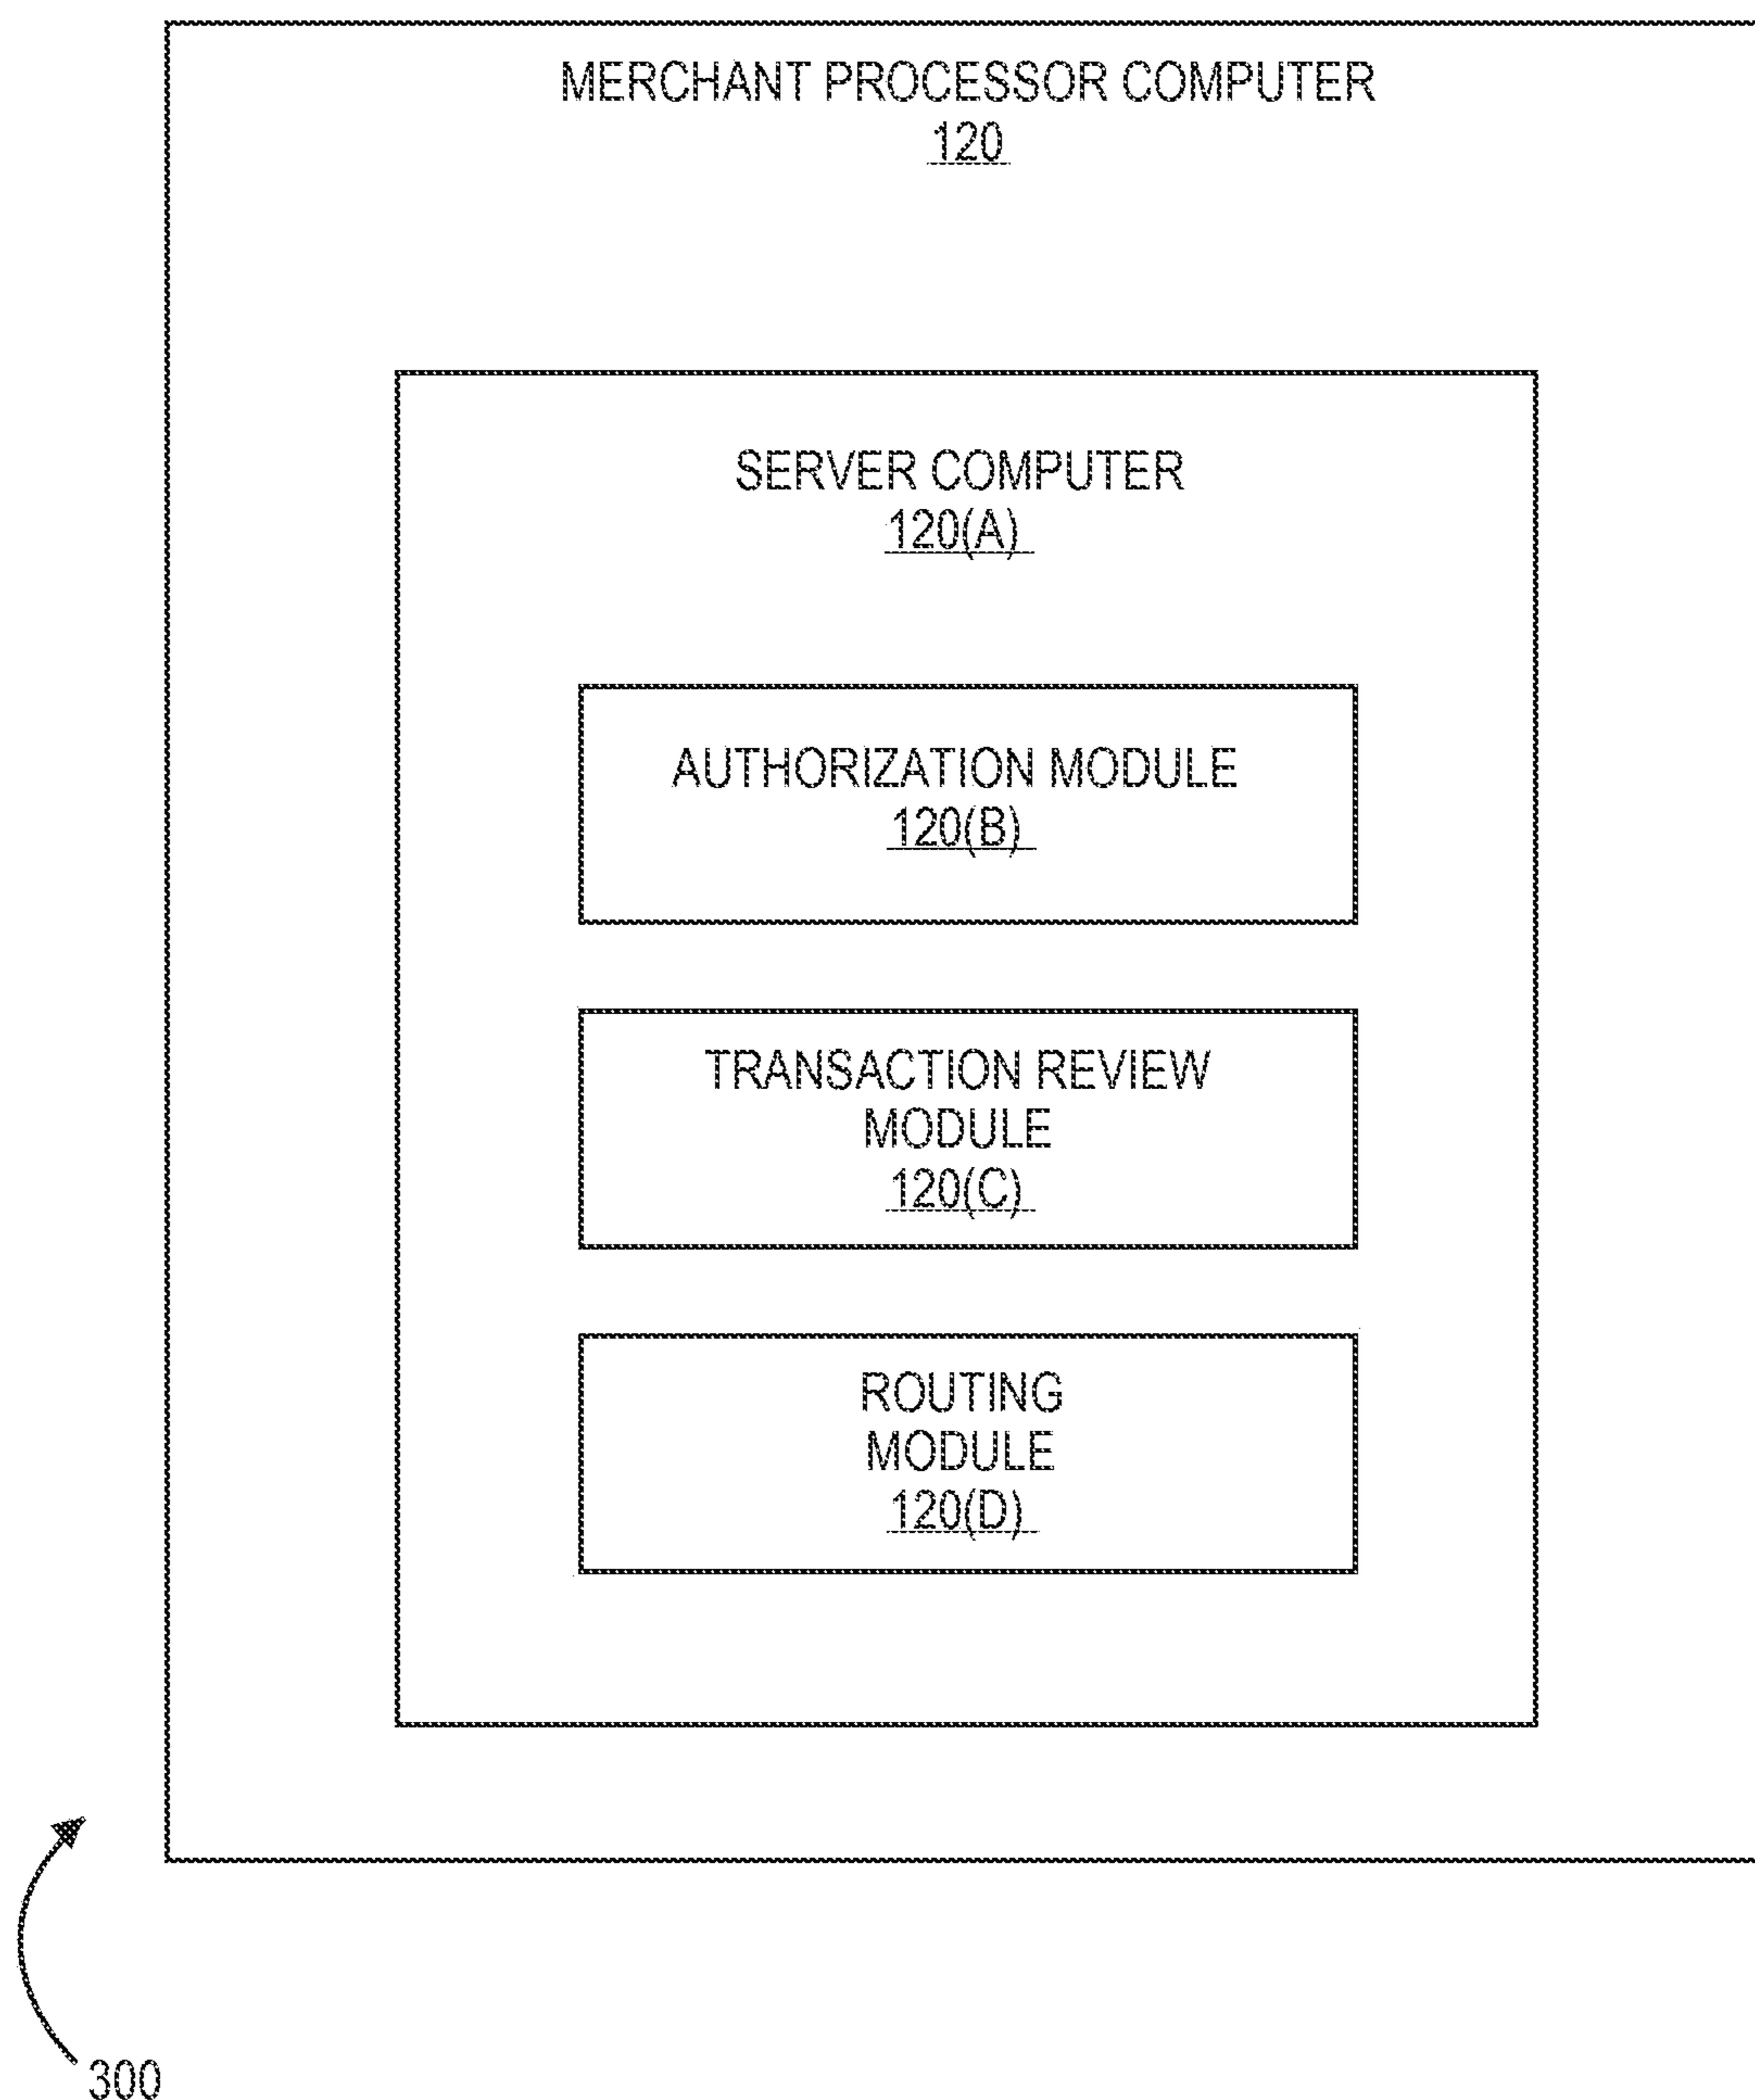 MERCHANT PROCESSOR COMPUTER
120
SERVER COMPUTER
120(A)
AUTHORIZATION MODULE
120(B)
TRANSACTION REVIEW
MODULE
120(C)
ROUTING
MODULE
120(D)
300